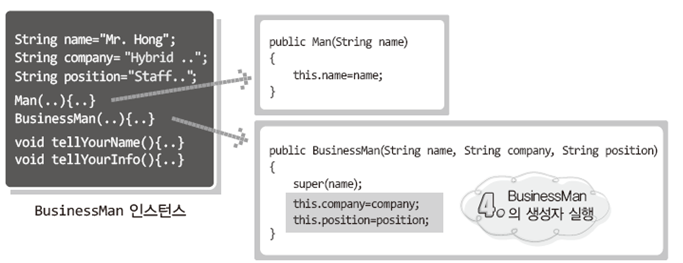 String name="Mr. Hong";
String company= "Hybrid ..";
String position="Staff..";
Man(..){..}
BusinessMan(..){..}
void tellYourName(){..}
void tellYourInfo(){..}
BusinessMan 인스턴스
public Man(String name)
{
this.name=name;
}
public BusinessMan(String name, String company, String position)
{
super(name);
this.company=company;
this.position=position;
}
4. BusinessMan
의 생성자 실행